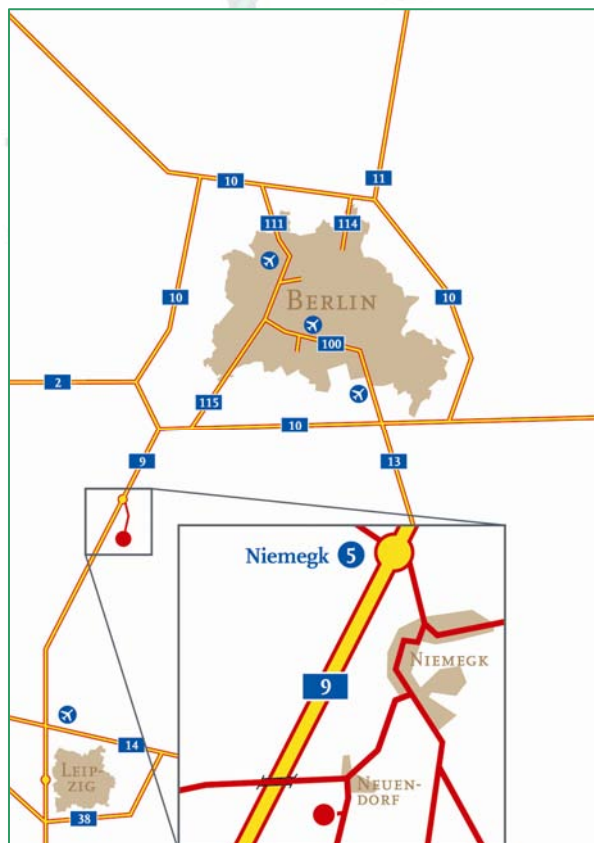 10
11
111
114
10
10
BERLIN
100
2
115
10
9
13
Niemegk 5
NIEMEGK
9
14
LEIP-
ZIG
NEUEN-
DORF
38